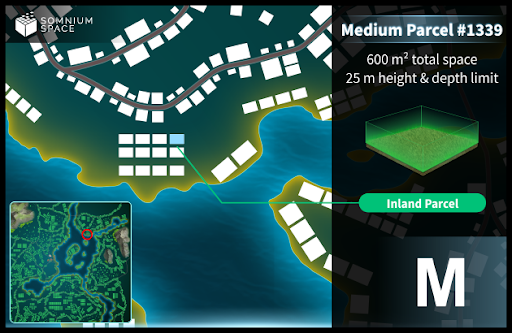 SOMNIUM
SPACE
Medium Parcel #1339
600 m² total space
25 m height & depth limit
Inland Parcel
M